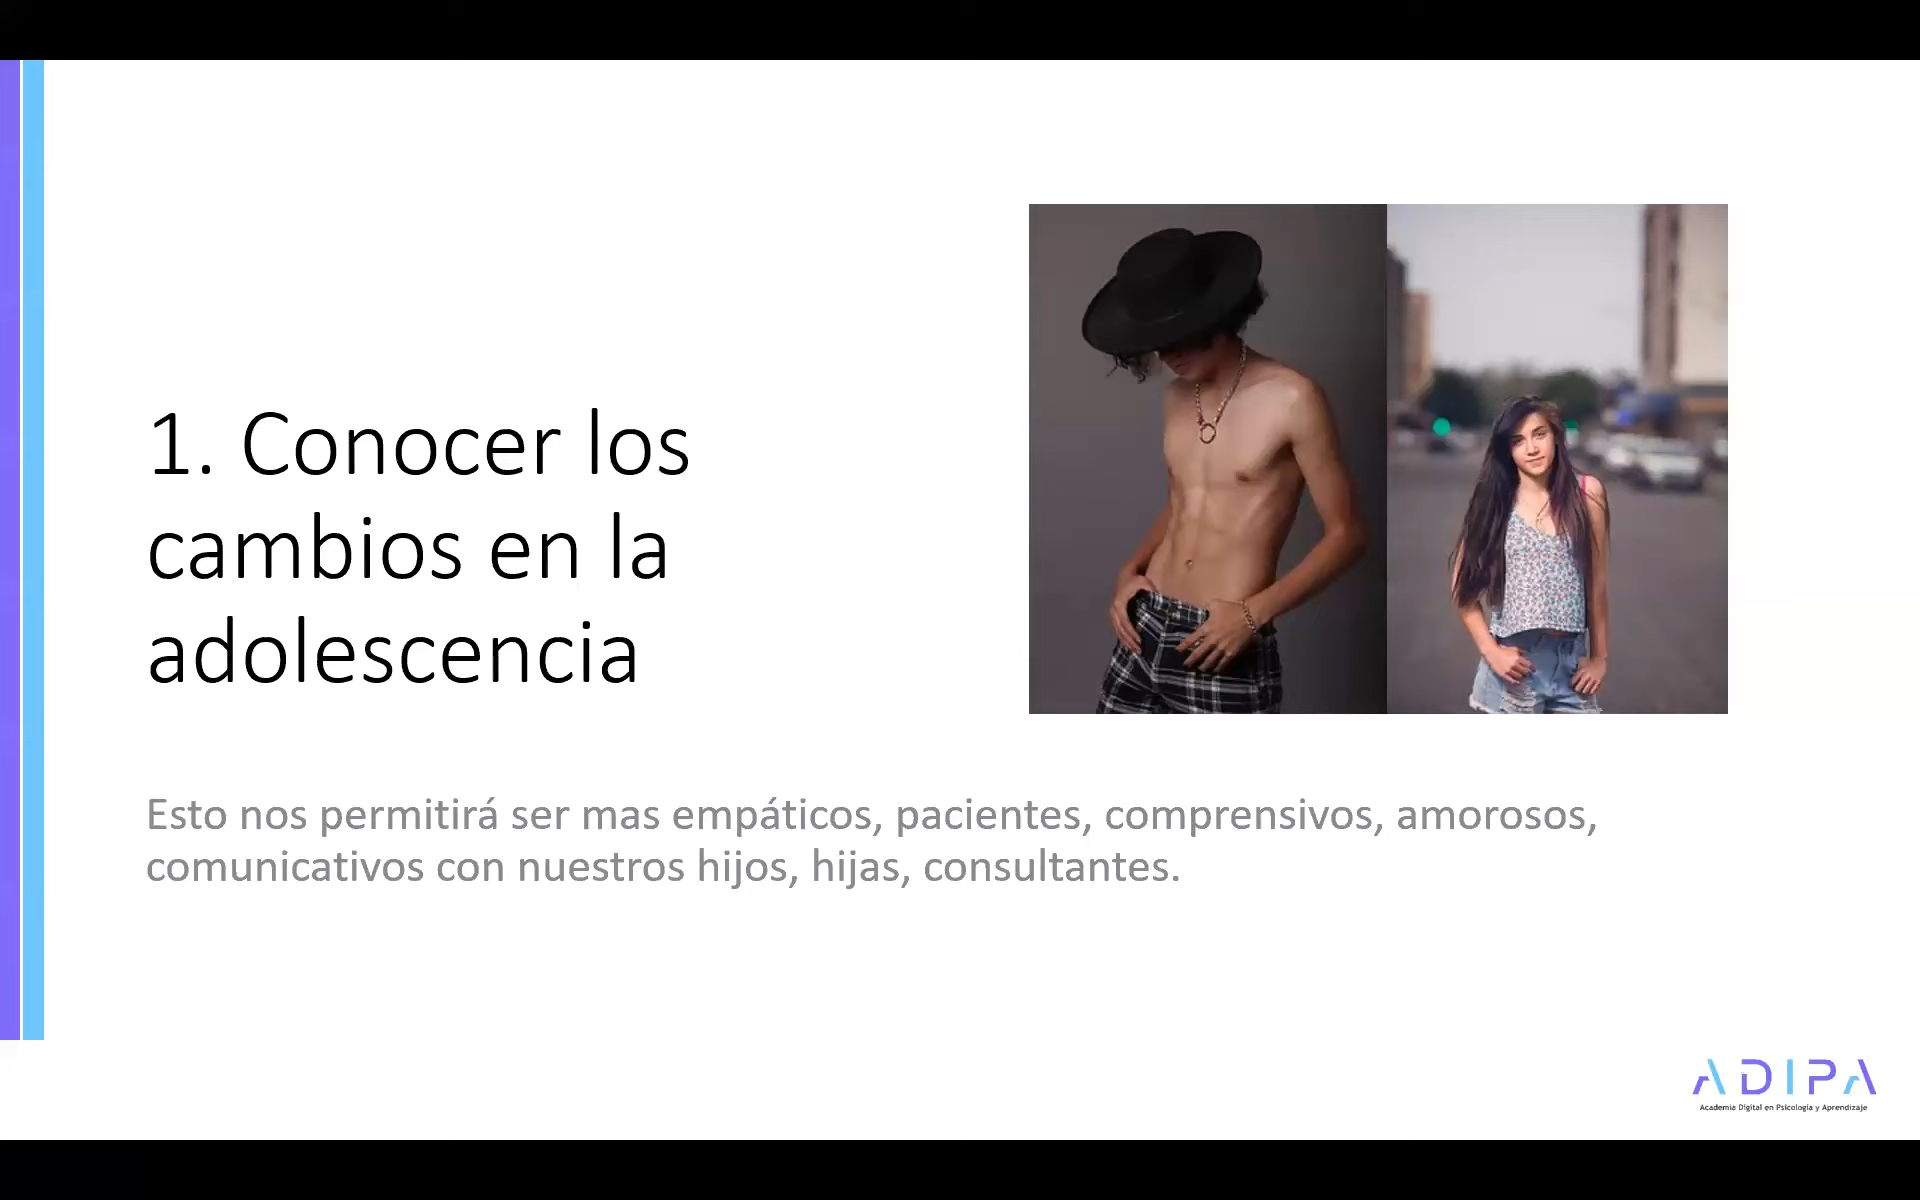 1. Conocer los
cambios en la
adolescencia
Esto nos permitirá ser mas empáticos, pacientes, comprensivos, amorosos,
comunicativos con nuestros hijos, hijas, consultantes.
ADIPA
Academia Digital en Psicología y Aprendizaje